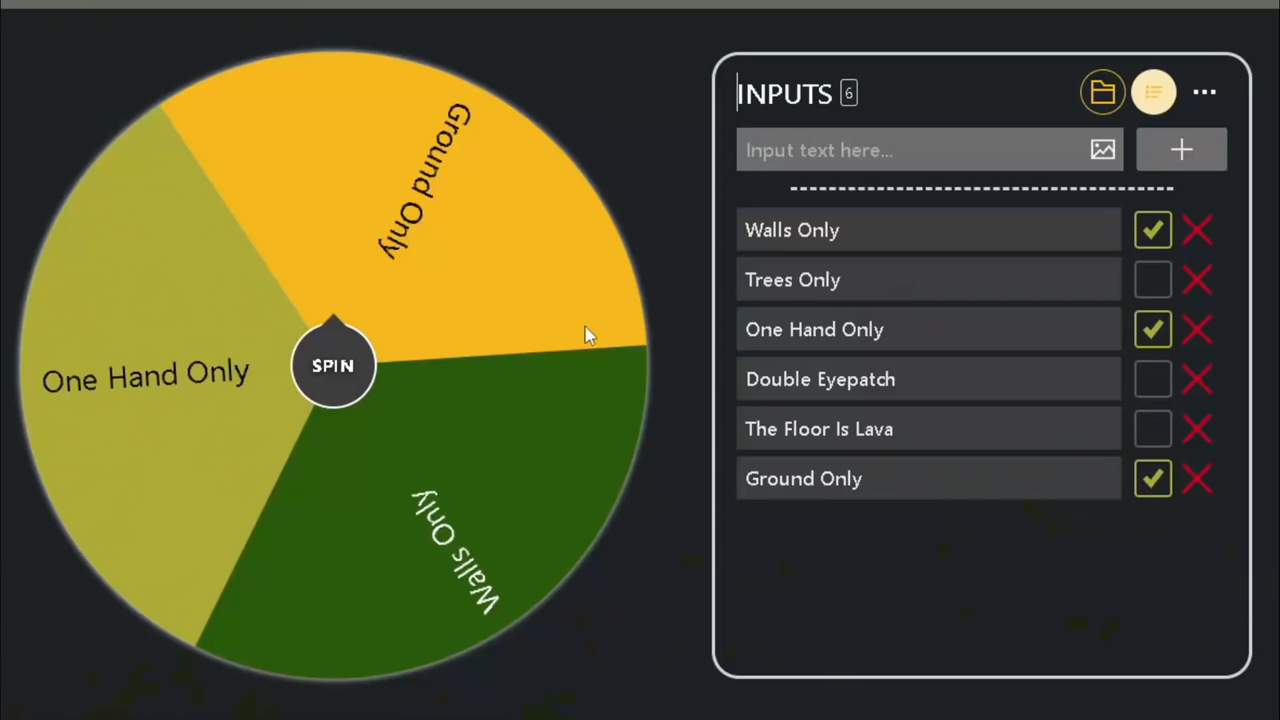 Ground Only
One Hand Only
SPIN
Walls Only
INPUTS 6
Input text here...
Walls Only
Trees Only
One Hand Only
Double Eyepatch
The Floor Is Lava
Ground Only